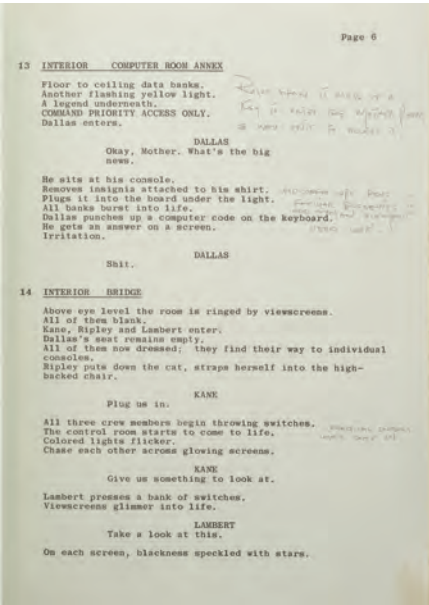 Page 6
13 INTERIOR COMPUTER ROOM ANNEX
Floor to ceiling data banks.
Another flashing yellow light.
A legend underneath.
COMMAND PRIORITY ACCESS ONLY.
Dallas enters.
DALLAS
Okay, Mother. What's the big
news.
He sits at his console.
Removes insignia attached to his shirt.
Plugs it into the board under the light.
All banks burst into life.
Dallas punches up a computer code on the keyboard.
He gets an answer on a screen.
Irritation.
DALLAS
Shit.
14 INTERIOR BRIDGE
Above eye level the room is ringed by viewscreens.
All of them blank.
Kane, Ripley and Lambert enter.
Dallas's seat remains empty.
All of them now dressed; they find their way to individual
consoles.
Ripley puts down the cat, straps herself into the high-
backed chair.
KANE
Plug us in.
All three crew members begin throwing switches.
The control room starts to come to life.
Colored lights flicker.
Chase each other across glowing screens.
KANE
Give us something to look at.
Lambert presses a bank of switches.
Viewscreens glimmer into life.
LAMBERT
Take a look at this.
On each screen, blackness speckled with stars.